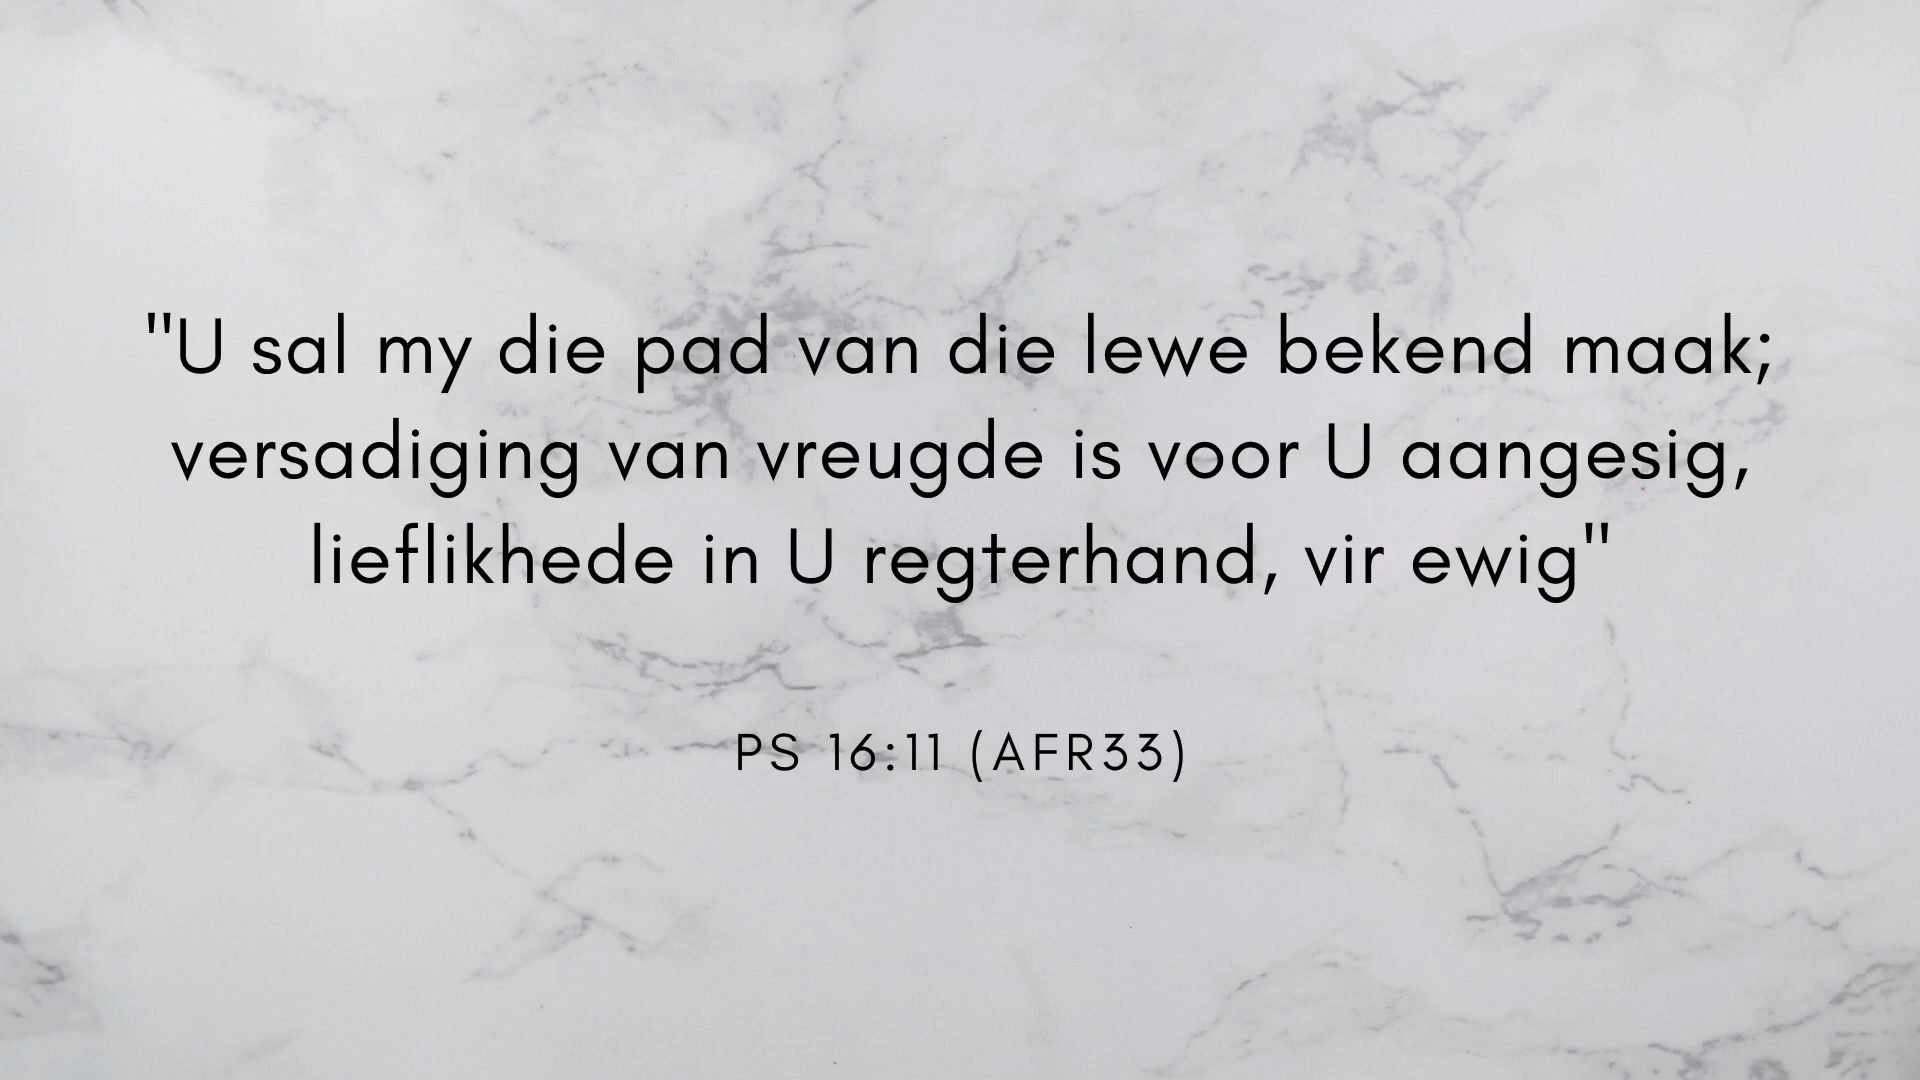 "U sal my die pad van die lewe bekend maak;
versadiging van vreugde is voor U aangesig,
lieflikhede in U regterhand, vir ewig"
PS 16:11 (AFR33)